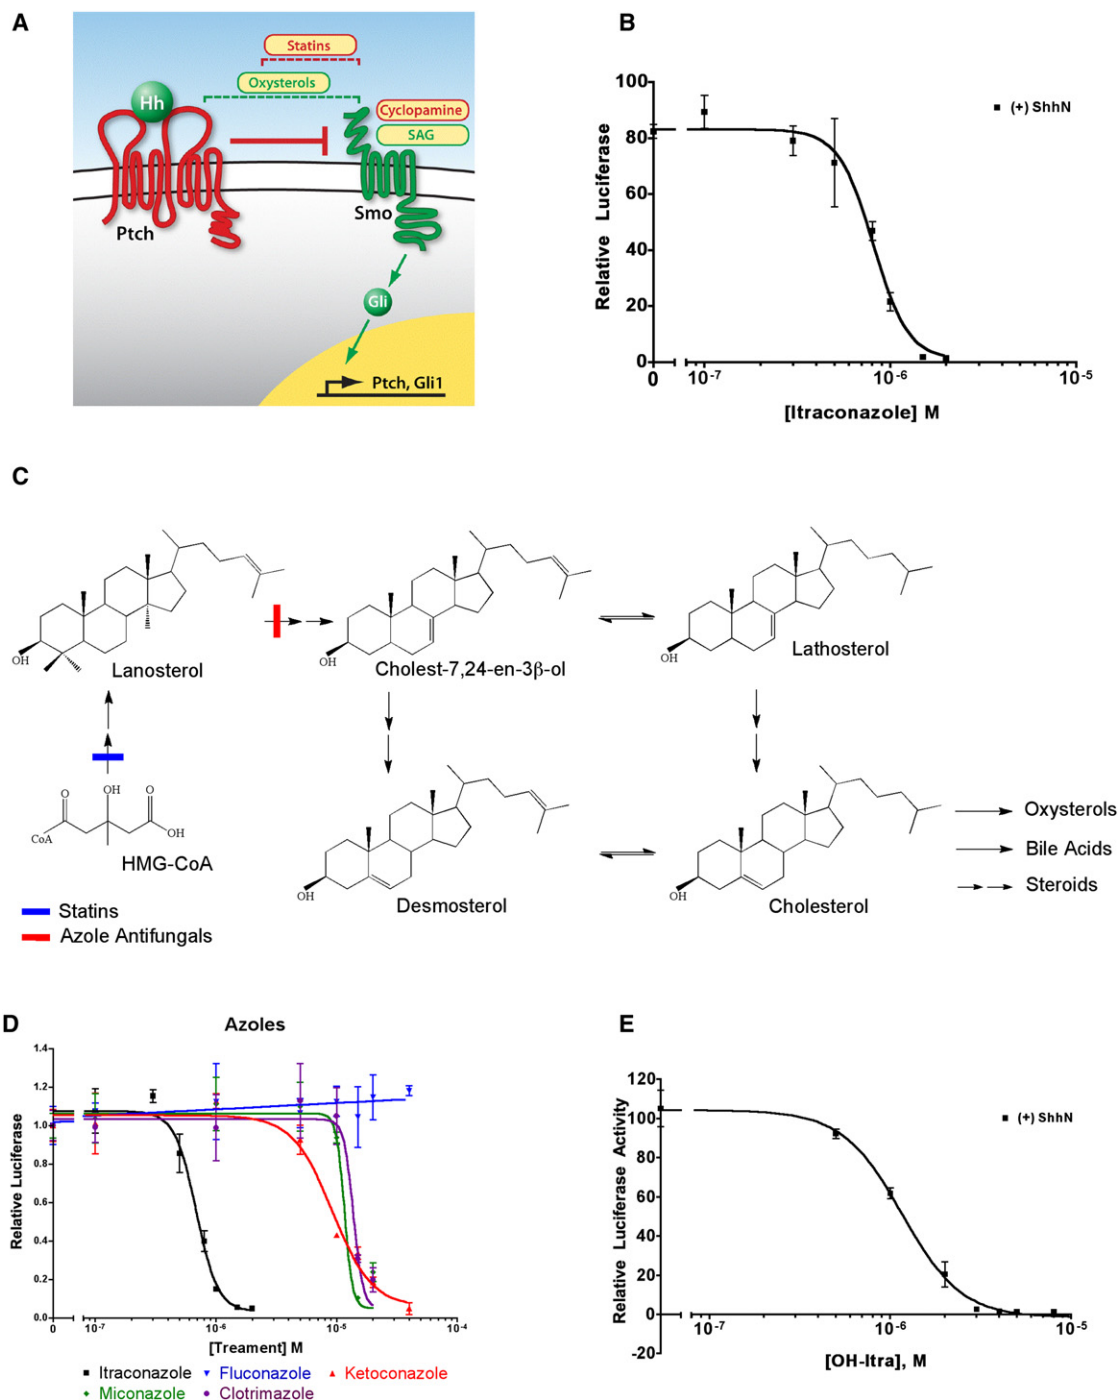 A
Statins
Oxysterols
Hh
Cyclopamine
SAG
Ptch
Smo
Gli
Ptch, Gli1
B
Relative Luciferase
100
80
60
40
20
0
(+) ShhN
0
10-7
10-6
10-5
[Itraconazole] M
C
Lanosterol
OH
Cholest-7,24-en-3β-ol
OH
Lathosterol
OH
OH
O
O
CoA
OH
HMG-CoA
Desmosterol
OH
Cholesterol
OH
Oxysterols
Bile Acids
Steroids
Statins
Azole Antifungals
D
Azoles
Relative Luciferase
1.4
1.2
1.0
0.8
0.6
0.4
0.2
0.0
0
10-7
10-6
10-5
10-4
[Treament] M
Itraconazole
Fluconazole
Ketoconazole
Miconazole
Clotrimazole
E
Relative Luciferase Activity
120
100
80
60
40
20
0
-20
(+) ShhN
10-7
10-6
10-5
[OH-Itra], M